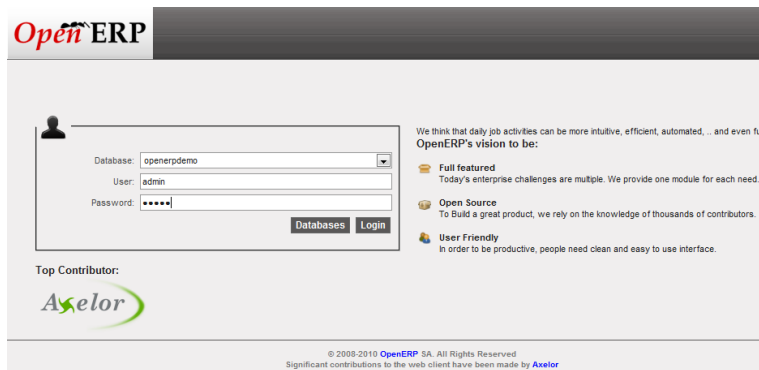 Open ERP
We think that daily job activities can be more intuitive, efficient, automated, .. and even fu
OpenERP's vision to be:
Database: openerpdemo
User: admin
Password: •••••
Databases Login
Full featured
Today's enterprise challenges are multiple. We provide one module for each need.
Open Source
To Build a great product, we rely on the knowledge of thousands of contributors.
User Friendly
In order to be productive, people need clean and easy to use interface.
Top Contributor:
Axelor
© 2008-2010 OpenERP SA. All Rights Reserved
Significant contributions to the web client have been made by Axelor